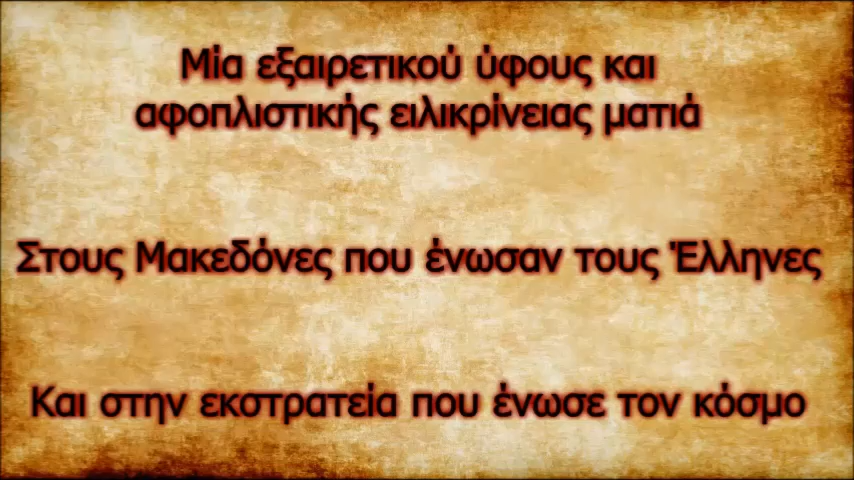 Μία εξαιρετικού ύφους και
αφοπλιστικής ειλικρίνειας ματιά
Στους Μακεδόνες που ένωσαν τους Έλληνες
Και στην εκστρατεία που ένωσε τον κόσμο